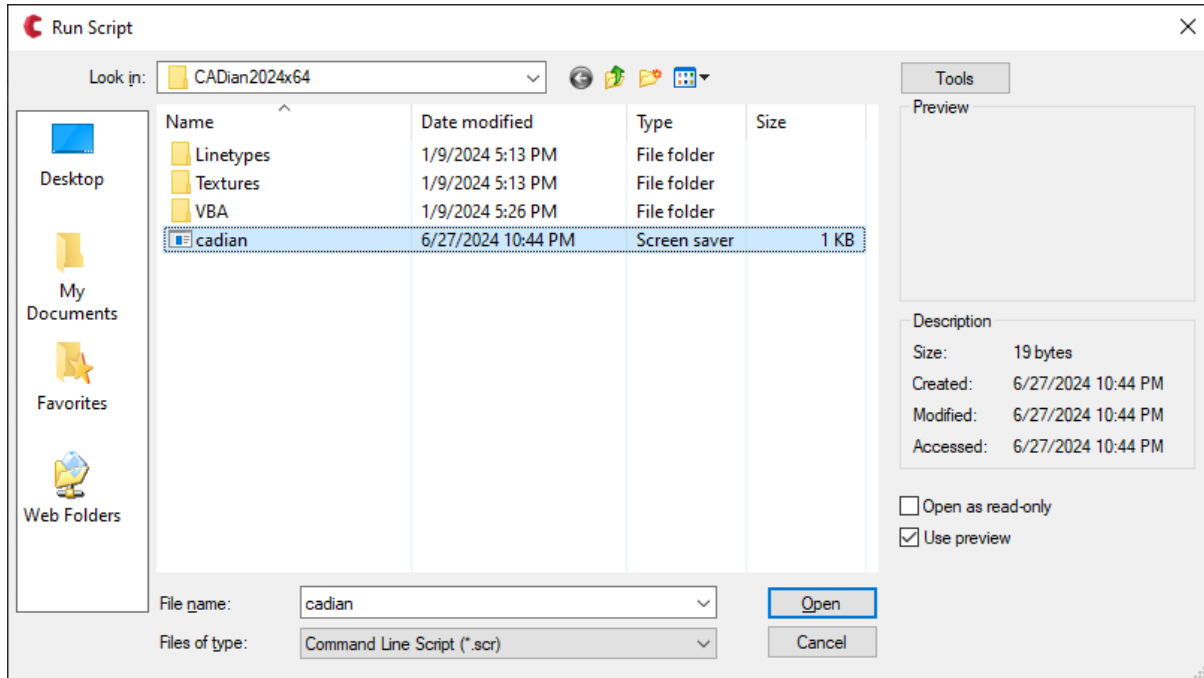 Run Script
Look in: CADian2024x64
Tools
Name Date modified Type Size
Linetypes 1/9/2024 5:13 PM File folder
Textures 1/9/2024 5:13 PM File folder
VBA 1/9/2024 5:26 PM File folder
cadian 6/27/2024 10:44 PM Screen saver 1 KB
Desktop
My
Documents
Favorites
Web Folders
Preview
Description
Size: 19 bytes
Created: 6/27/2024 10:44 PM
Modified: 6/27/2024 10:44 PM
Accessed: 6/27/2024 10:44 PM
Open as read-only
Use preview
File name: cadian
Open
Files of type: Command Line Script (*.scr)
Cancel